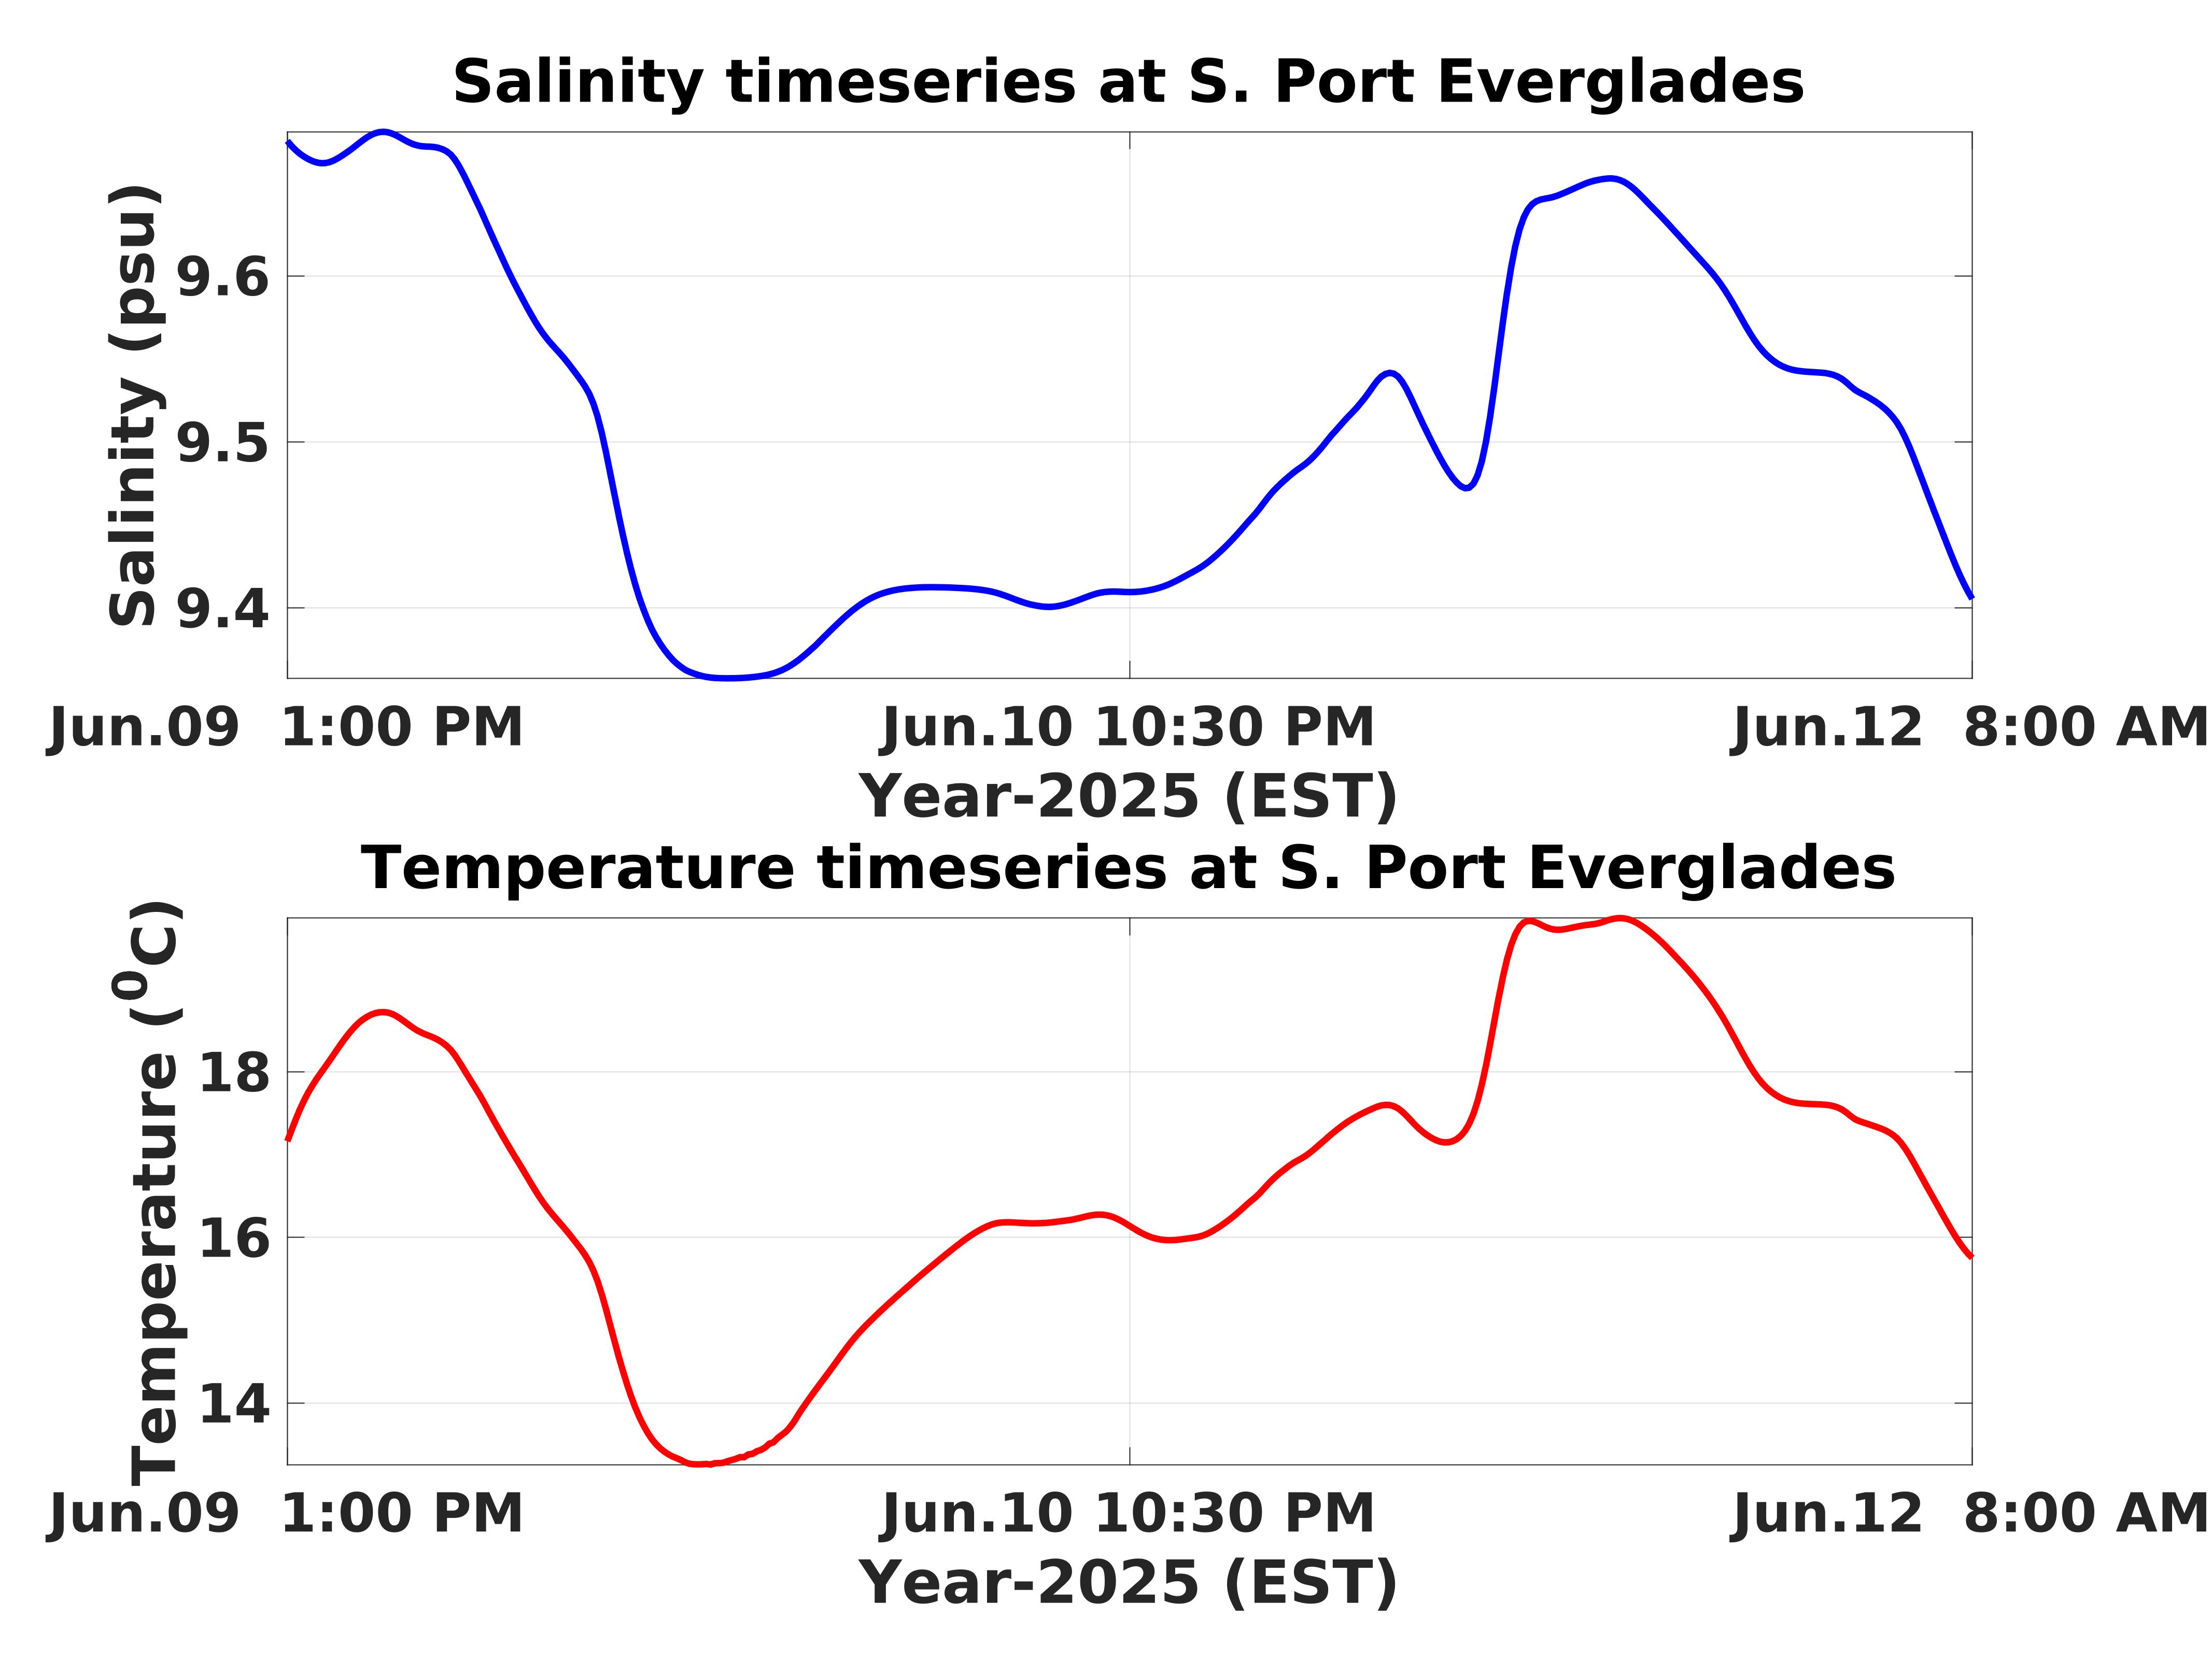 Salinity timeseries at S. Port Everglades
Salinity (psu)
9.6
9.5
9.4
Jun.09  1:00 PM
Jun.10 10:30 PM
Jun.12  8:00 AM
Year-2025 (EST)
Temperature timeseries at S. Port Everglades
Temperature (⁰C)
18
16
14
Jun.09  1:00 PM
Jun.10 10:30 PM
Jun.12  8:00 AM
Year-2025 (EST)